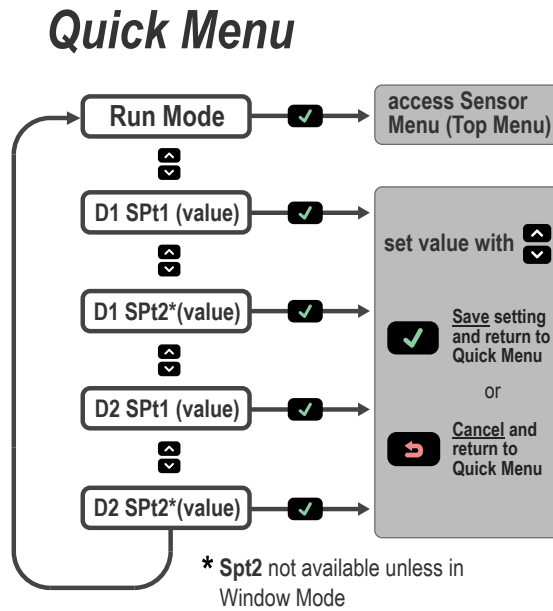 Quick Menu
Run Mode
access Sensor
Menu (Top Menu)
D1 SPt1 (value)
set value with
D1 SPt2*(value)
Save setting
and return to
Quick Menu
or
D2 SPt1 (value)
Cancel and
return to
Quick Menu
D2 SPt2*(value)
* Spt2 not available unless in
Window Mode